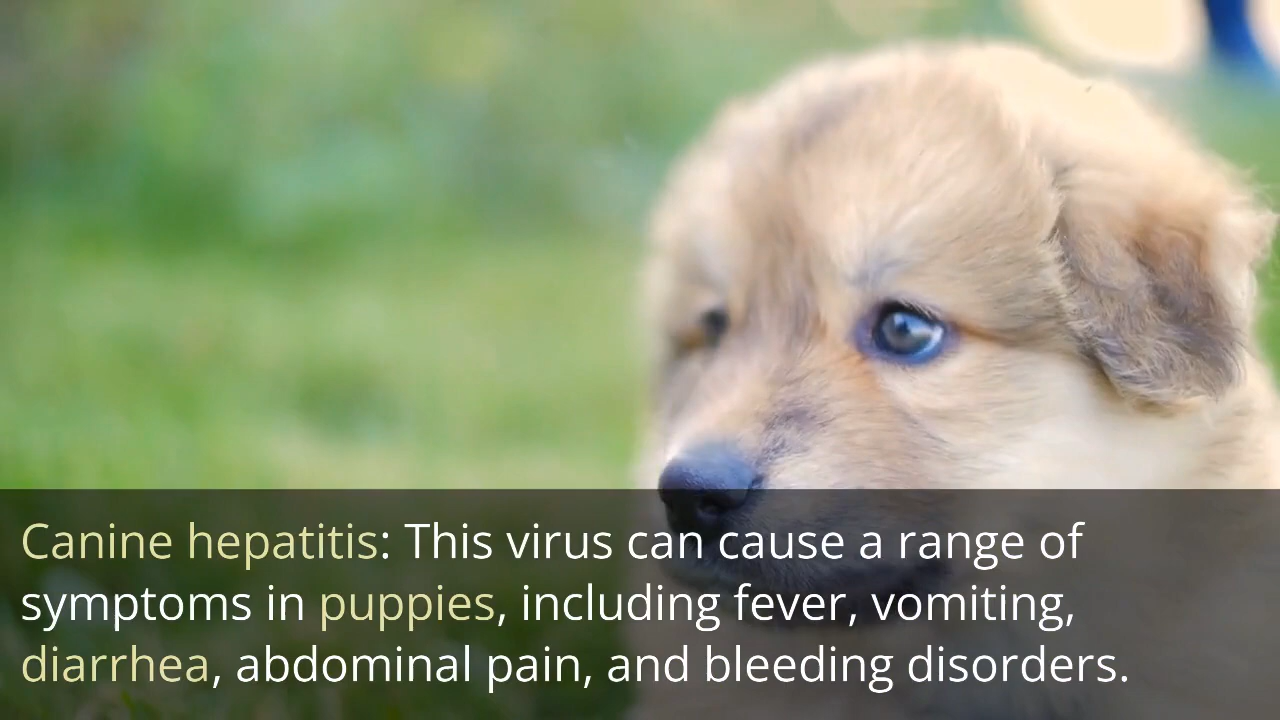 Canine hepatitis: This virus can cause a range of
symptoms in puppies, including fever, vomiting,
diarrhea, abdominal pain, and bleeding disorders.